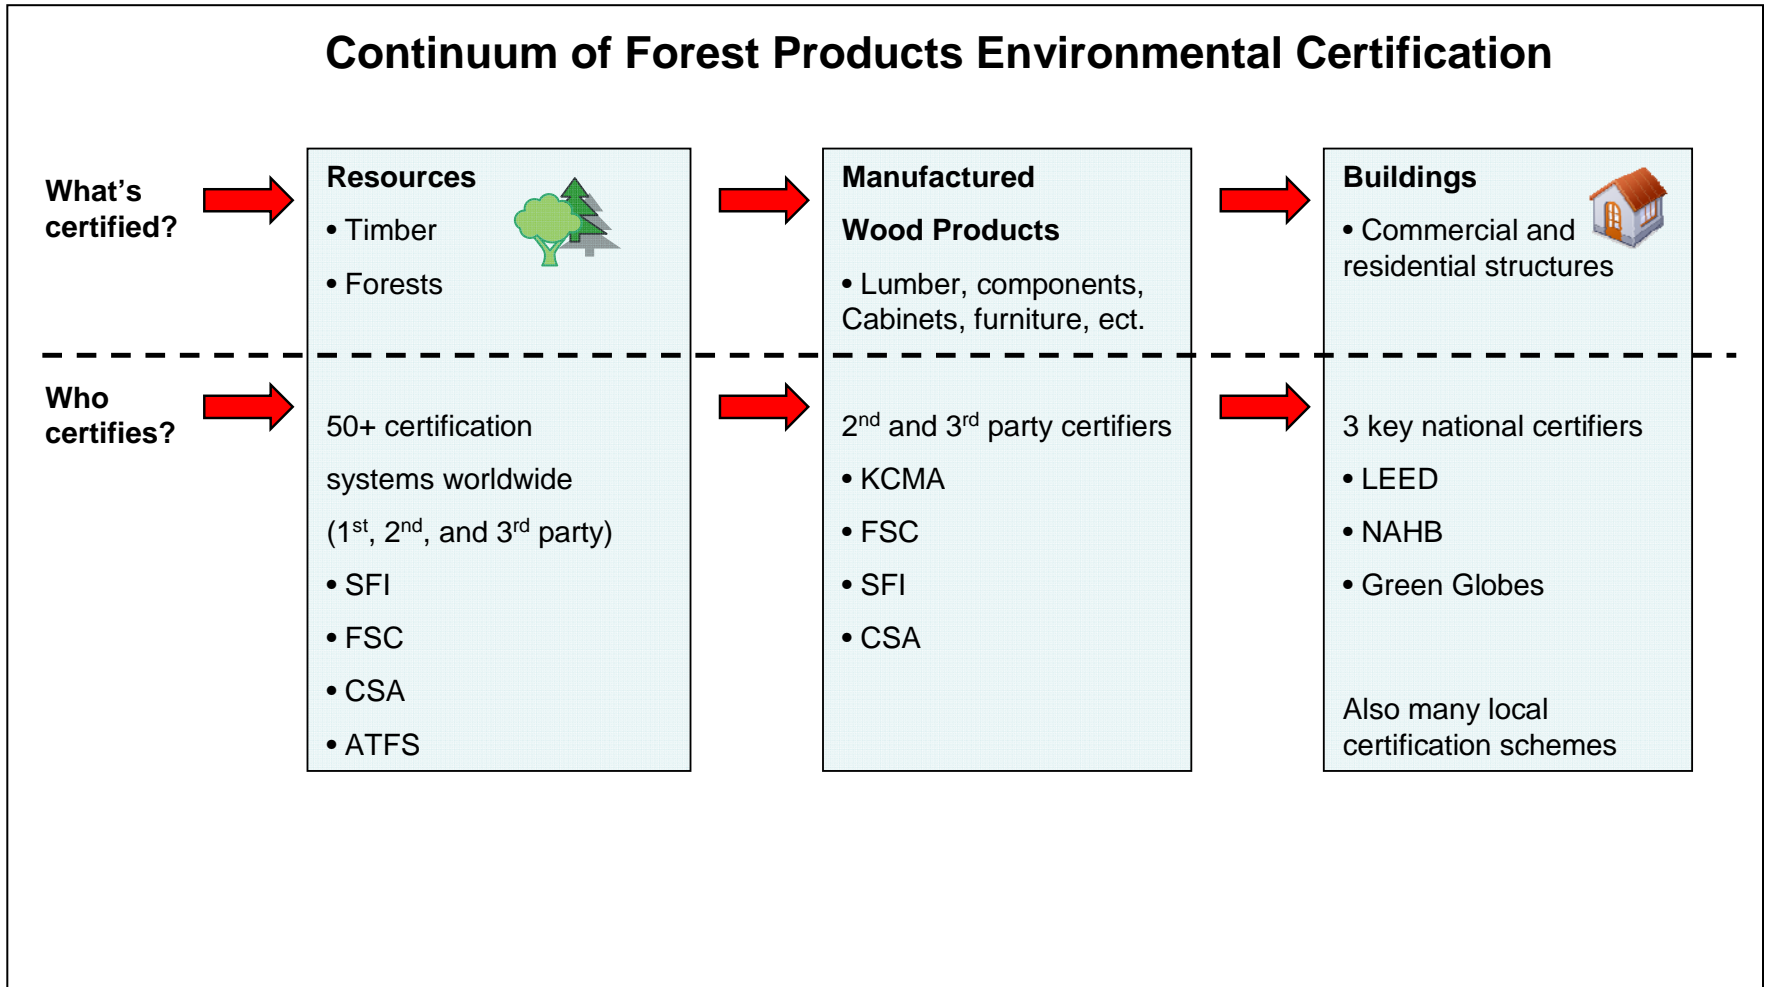 Continuum of Forest Products Environmental Certification
What's
certified?
Resources
• Timber
• Forests
Manufactured
Wood Products
• Lumber, components,
Cabinets, furniture, ect.
Buildings
• Commercial and
residential structures
Who
certifies?
50+ certification
systems worldwide
(1st, 2nd, and 3rd party)
• SFI
• FSC
• CSA
• ATFS
2nd and 3rd party certifiers
• KCMA
• FSC
• SFI
• CSA
3 key national certifiers
• LEED
• NAHB
• Green Globes
Also many local
certification schemes